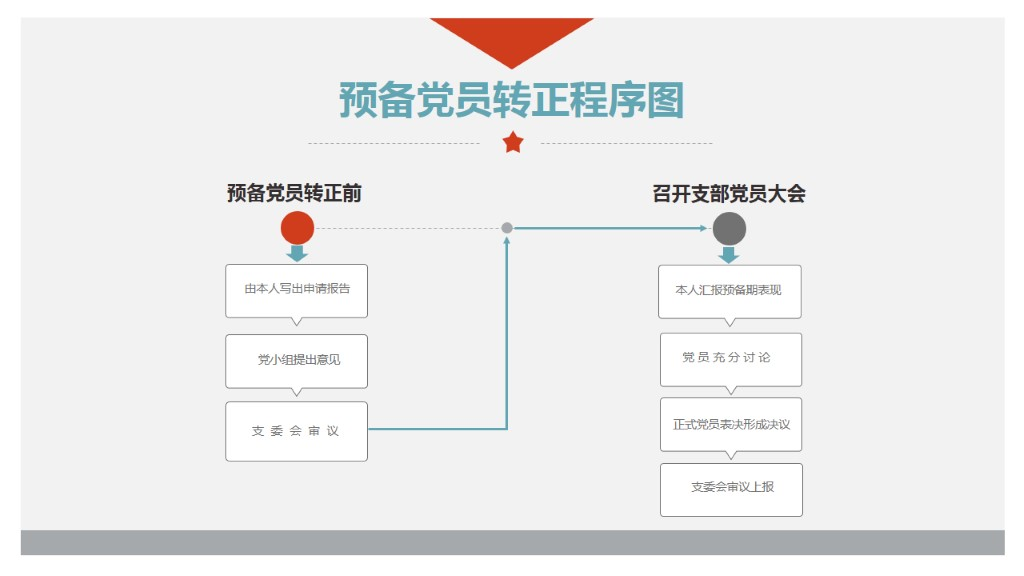 预备党员转正程序图
预备党员转正前
由本人写出申请报告
党小组提出意见
支委会审议
召开支部党员大会
本人汇报预备期表现
党员充分讨论
正式党员表决形成决议
支委会审议上报